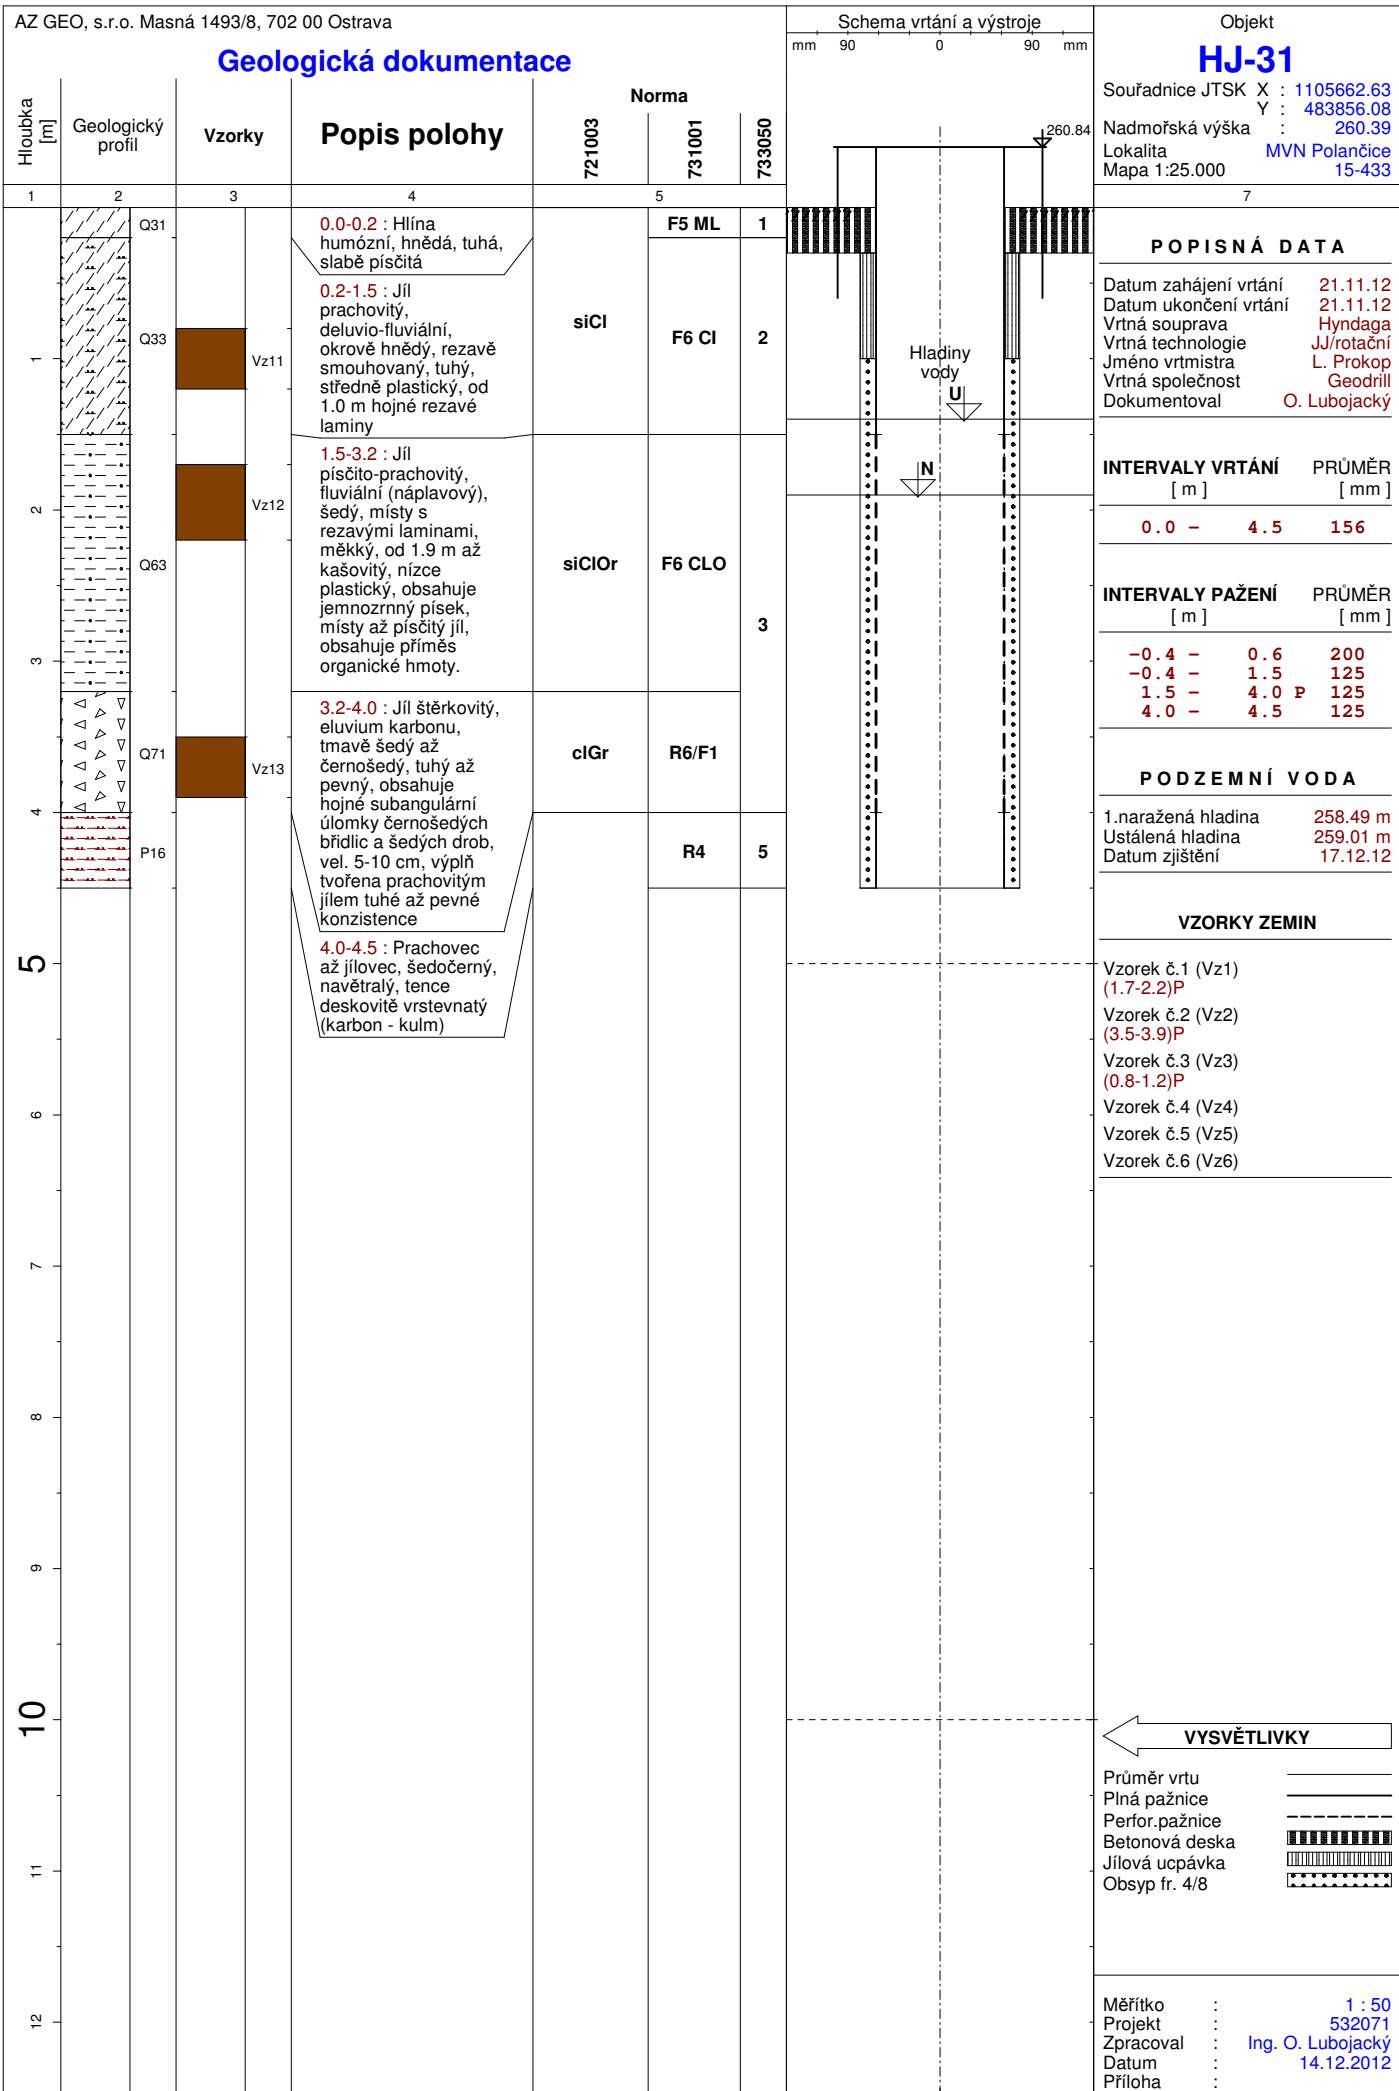 AZ GEO, s.r.o. Masná 1493/8, 702 00 Ostrava
Geologická dokumentace
Hloubka
[m]
Geologický
profil
Vzorky
Popis polohy
Norma
721003
731001
733050
1
2
3
4
5
Q31
Q33
Q63
Q71
P16
Vz11
Vz12
Vz13
0.0-0.2 : Hlína
humózní, hnědá, tuhá,
slabě písčitá
0.2-1.5 : Jíl
prachovitý,
deluvio-fluviální,
okrově hnědý, rezavě
smouhovaný, tuhý,
středně plastický, od
1.0 m hojné rezavé
laminy
1.5-3.2 : Jíl
písčito-prachovitý,
fluviální (náplavový),
šedý, místy s
rezavými laminami,
měkký, od 1.9 m až
kašovitý, nízce
plastický, obsahuje
jemnozrnný písek,
místy až písčitý jíl,
obsahuje příměs
organické hmoty.
3.2-4.0 : Jíl štěrkovitý,
eluvium karbonu,
tmavě šedý až
černošedý, tuhý až
pevný, obsahuje
hojné subangulární
úlomky černošedých
břidlic a šedých drob,
vel. 5-10 cm, výplň
tvořena prachovitým
jílem tuhé až pevné
konzistence
4.0-4.5 : Prachovec
až jílovec, šedočerný,
navětralý, tence
deskovitě vrstevnatý
(karbon - kulm)
siCl
siClOr
clGr
F5 ML
F6 CI
F6 CLO
R6/F1
R4
1
2
3
5
1
2
3
4
5
6
7
8
9
10
11
12
Schema vrtání a výstroje
mm 90 0 90 mm
260.84
Hladiny
vody
U
N
Objekt
HJ-31
Souřadnice JTSK X : 1105662.63
Y : 483856.08
Nadmořská výška : 260.39
Lokalita MVN Polančice
Mapa 1:25.000 15-433
7
POPISNÁ DATA
Datum zahájení vrtání 21.11.12
Datum ukončení vrtání 21.11.12
Vrtná souprava Hyndaga
Vrtná technologie JJ/rotační
Jméno vrtmistra L. Prokop
Vrtná společnost Geodrill
Dokumentoval O. Lubojacký
INTERVALY VRTÁNÍ PRŮMĚR
[ m ] [ mm ]
0.0 - 4.5 156
INTERVALY PAŽENÍ PRŮMĚR
[ m ] [ mm ]
-0.4 - 0.6 200
-0.4 - 1.5 125
1.5 - 4.0 P 125
4.0 - 4.5 125
PODZEMNÍ VODA
1.naražená hladina 258.49 m
Ustálená hladina 259.01 m
Datum zjištění 17.12.12
VZORKY ZEMIN
Vzorek č.1 (Vz1)
(1.7-2.2)P
Vzorek č.2 (Vz2)
(3.5-3.9)P
Vzorek č.3 (Vz3)
(0.8-1.2)P
Vzorek č.4 (Vz4)
Vzorek č.5 (Vz5)
Vzorek č.6 (Vz6)
VYSVĚTLIVKY
Průměr vrtu
Plná pažnice
Perfor.pažnice
Betonová deska
Jílová ucpávka
Obsyp fr. 4/8
Měřítko : 1 : 50
Projekt : 532071
Zpracoval : Ing. O. Lubojacký
Datum : 14.12.2012
Příloha :